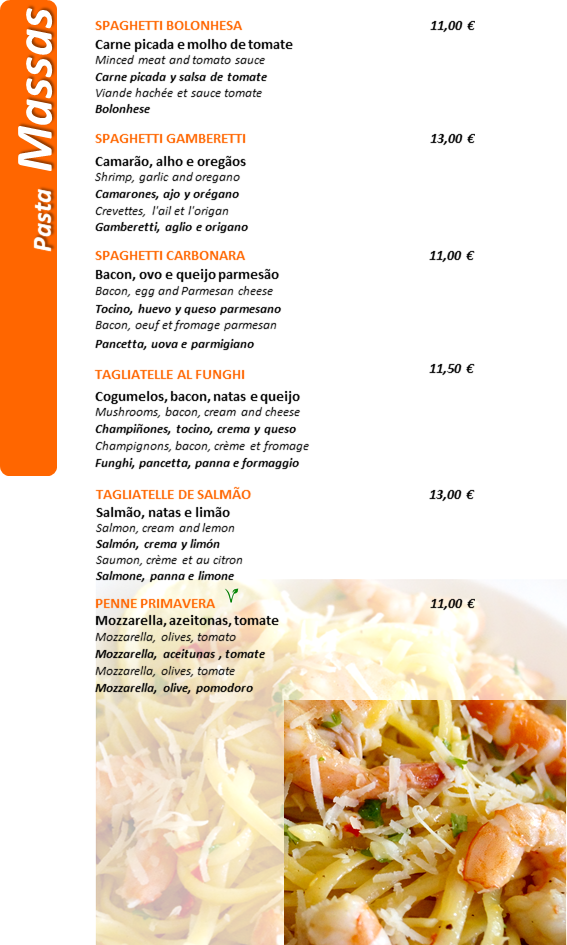 Pasta Massas
SPAGHETTI BOLONHESA 11,00 €
Carne picada e molho de tomate
Minced meat and tomato sauce
Carne picada y salsa de tomate
Viande hachée et sauce tomate
Bolonhese
SPAGHETTI GAMBERETTI 13,00 €
Camarão, alho e oregãos
Shrimp, garlic and oregano
Camarones, ajo y orégano
Crevettes, l'ail et l'origan
Gamberetti, aglio e origano
SPAGHETTI CARBONARA 11,00 €
Bacon, ovo e queijo parmesão
Bacon, egg and Parmesan cheese
Tocino, huevo y queso parmesano
Bacon, oeuf et fromage parmesan
Pancetta, uova e parmigiano
TAGLIATELLE AL FUNGHI 11,50 €
Cogumelos, bacon, natas e queijo
Mushrooms, bacon, cream and cheese
Champiñones, tocino, crema y queso
Champignons, bacon, crème et fromage
Funghi, pancetta, panna e formaggio
TAGLIATELLE DE SALMÃO 13,00 €
Salmão, natas e limão
Salmon, cream and lemon
Salmón, crema y limón
Saumon, crème et au citron
Salmone, panna e limone
PENNE PRIMAVERA 11,00 €
Mozzarella, azeitonas, tomate
Mozzarella, olives, tomato
Mozzarella, aceitunas , tomate
Mozzarella, olives, tomate
Mozzarella, olive, pomodoro